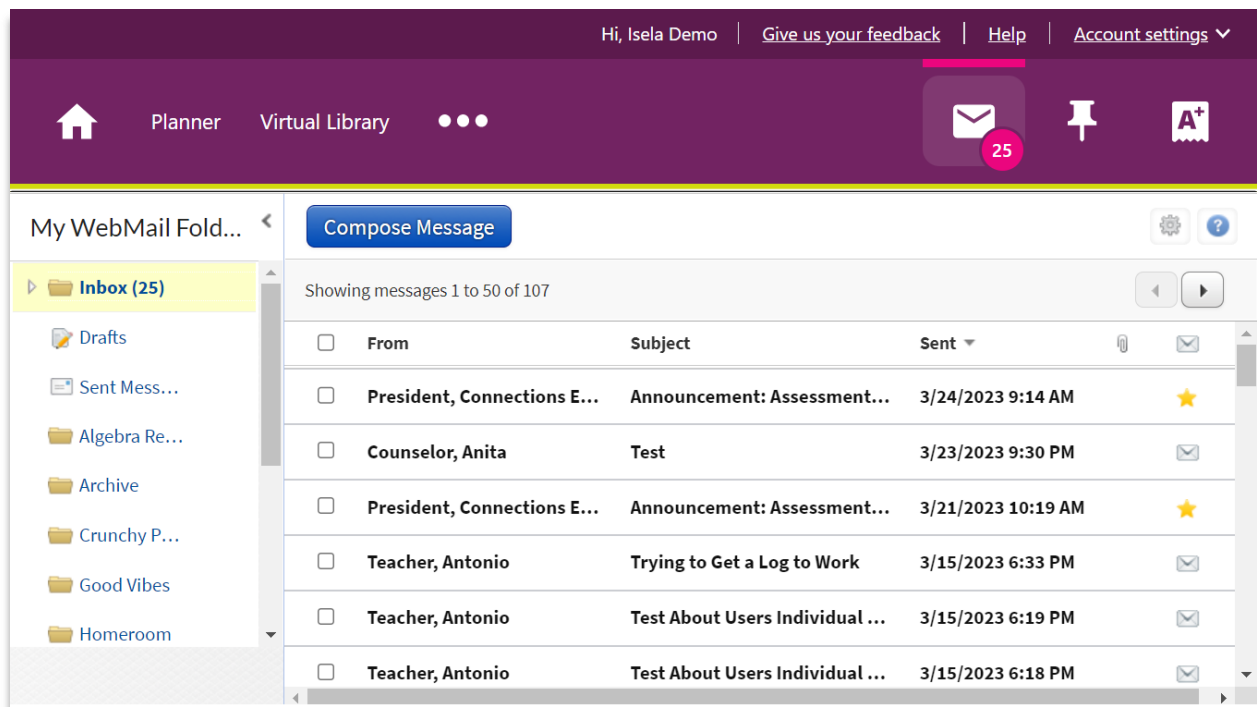 Hi, Isela Demo Give us your feedback Help Account settings
Planner Virtual Library 25 A+
My WebMail Fold... Compose Message
Inbox (25) Showing messages 1 to 50 of 107
Drafts
Sent Mess...
Algebra Re...
Archive
Crunchy P...
Good Vibes
Homeroom
From Subject Sent
President, Connections E... Announcement: Assessment... 3/24/2023 9:14 AM
Counselor, Anita Test 3/23/2023 9:30 PM
President, Connections E... Announcement: Assessment... 3/21/2023 10:19 AM
Teacher, Antonio Trying to Get a Log to Work 3/15/2023 6:33 PM
Teacher, Antonio Test About Users Individual ... 3/15/2023 6:19 PM
Teacher, Antonio Test About Users Individual ... 3/15/2023 6:18 PM